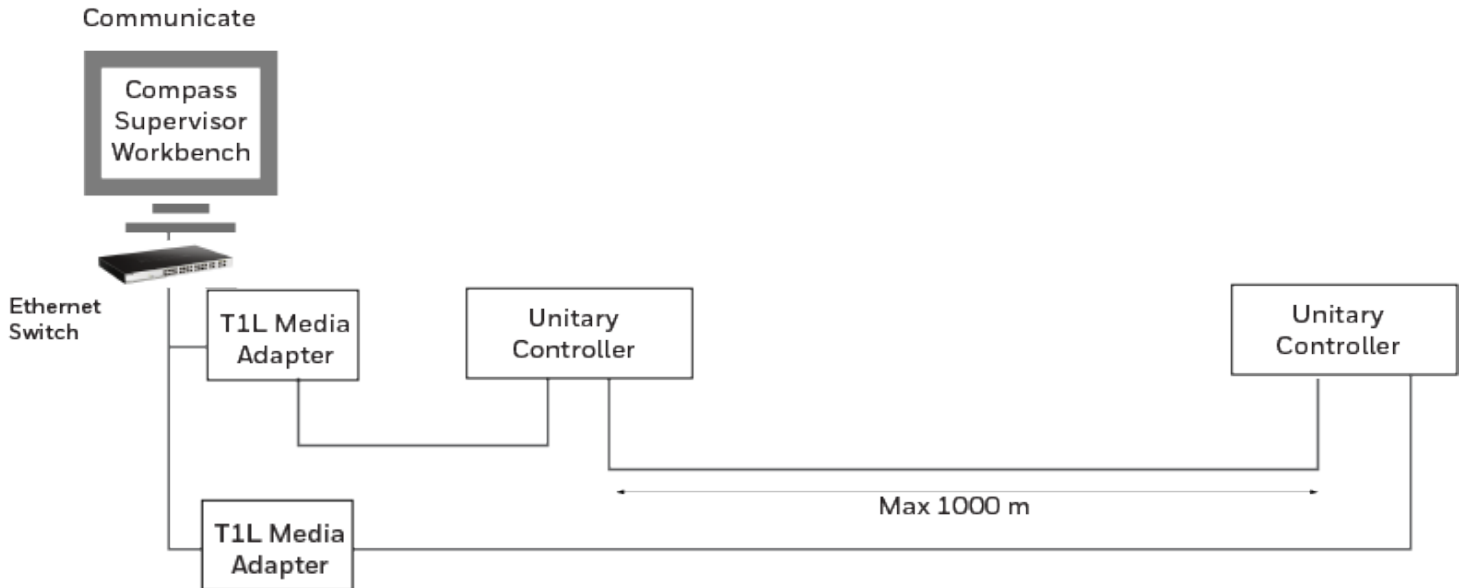 Communicate
Compass
Supervisor
Workbench
Ethernet
Switch
T1L Media
Adapter
Unitary
Controller
Unitary
Controller
Max 1000 m
T1L Media
Adapter